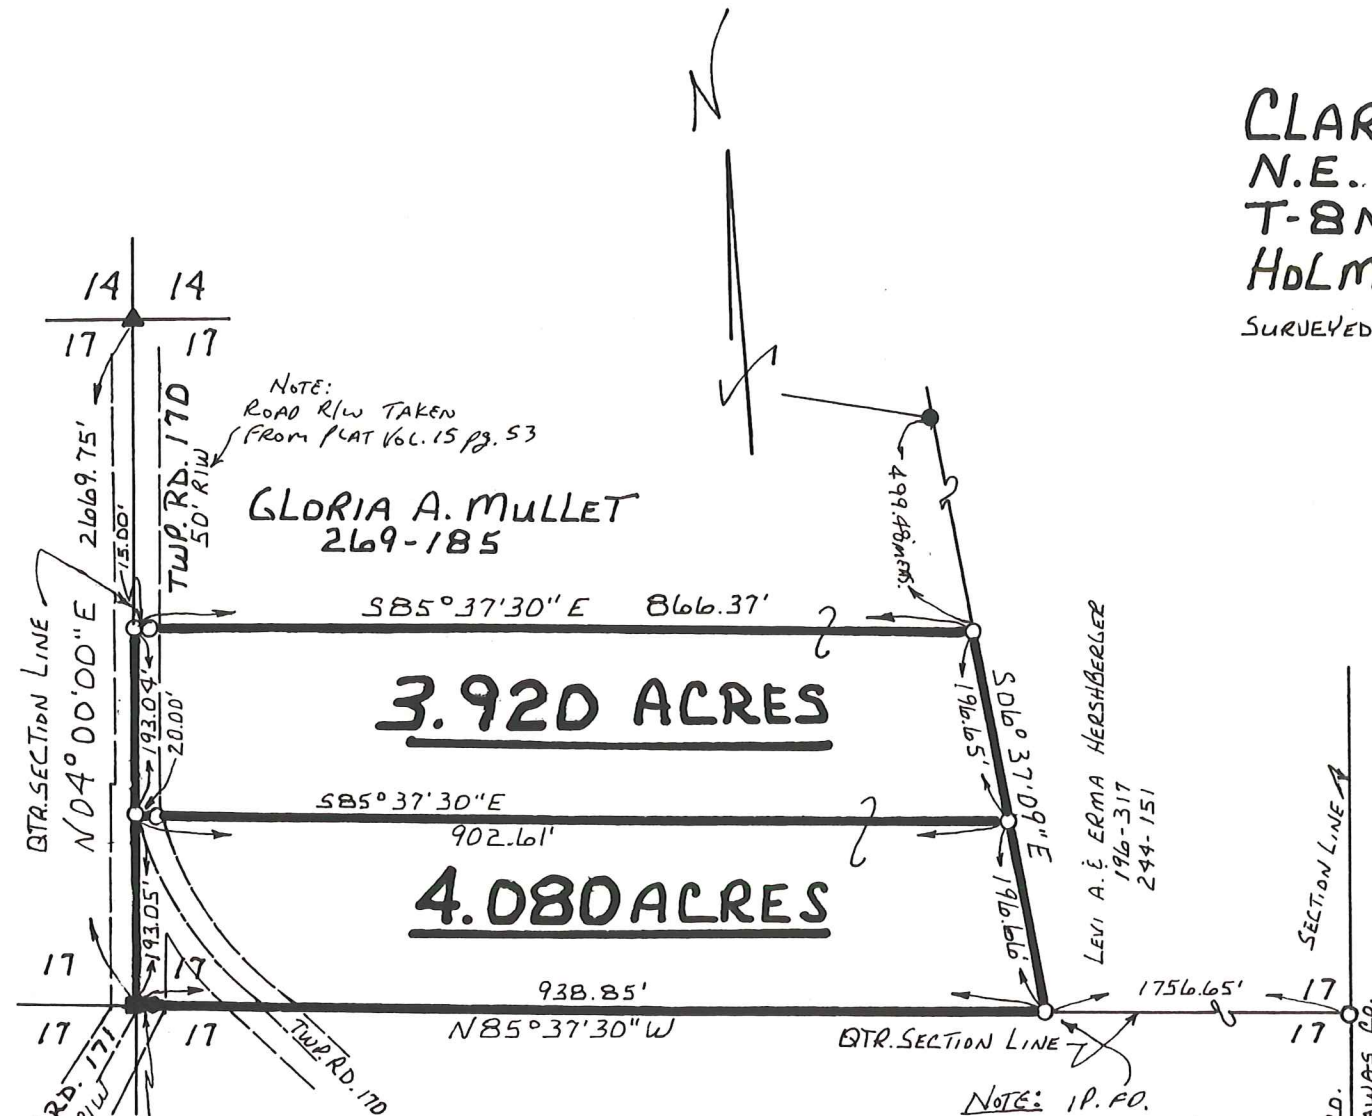 N
CLAR
N.E.
T-8N
HOLM
SURVEYED
14 14
17 17
NOTE:
ROAD R/W TAKEN
FROM PLAT VOL. 15 pg. 53
TWP. RD. 170
50' R/W
2669.75'
15.00'
GLORIA A. MULLET
269-185
499.48
QTR. SECTION LINE
N04°00'00"E
S85°37'30"E 866.37'
193.04'
20.00'
3.920 ACRES
196.65'
S06°37'09"E
LEVI A. & ERMA HERSHBERGER
196-317
244-151
S85°37'30"E
902.61'
193.05'
4.080 ACRES
196.66'
SECTION LINE
17 17
17 17
938.85'
N85°37'30"W
TWP. RD. 170
RD. 171
R/W
QTR. SECTION LINE
1756.65'
17
17
NOTE: I.P. FD.
RD.